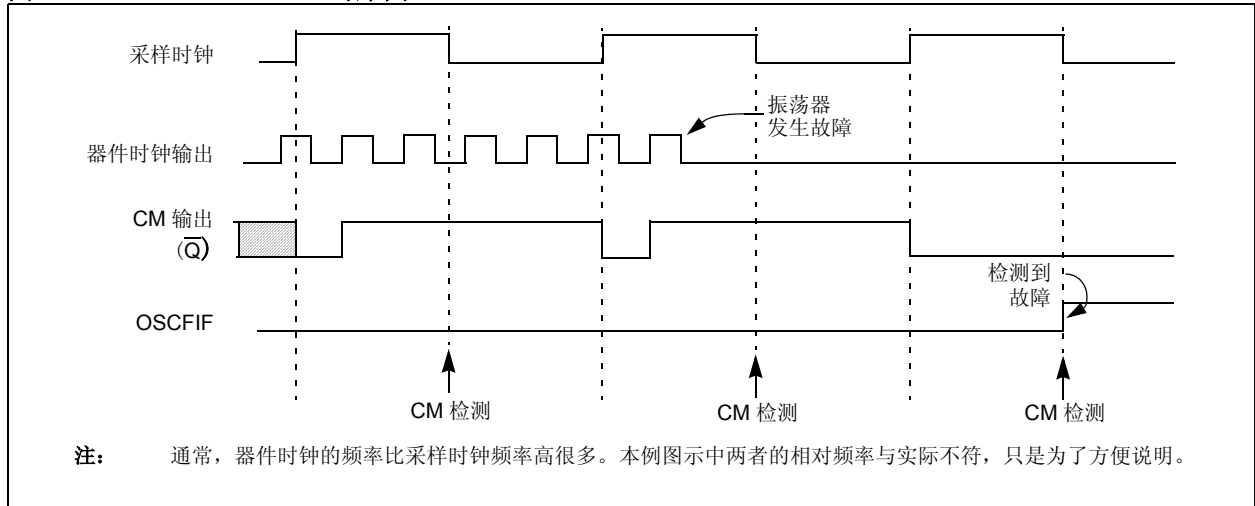 采样时钟
振荡器
发生故障
器件时钟输出
CM 输出
(Q)
检测到
故障
OSCFIF
CM 检测
CM 检测
CM 检测
注： 通常，器件时钟的频率比采样时钟频率高很多。本例图示中两者的相对频率与实际不符，只是为了方便说明。